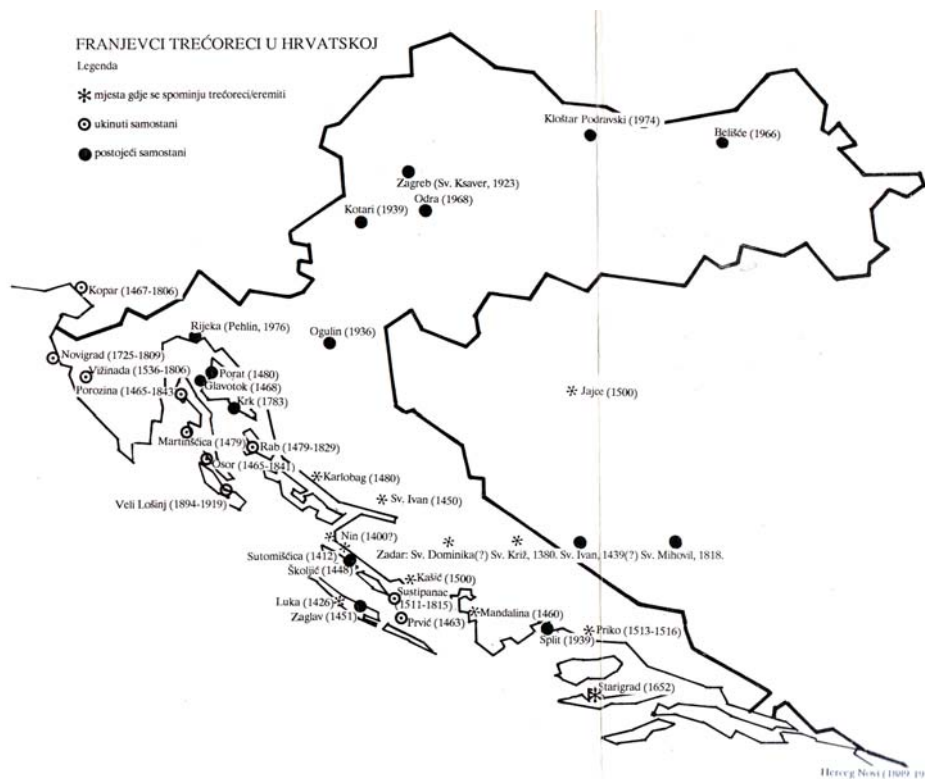 FRANJEVCI TREĆORECI U HRVATSKOJ
Legenda
mjesta gdje se spominju trećoreci/eremiti
ukinuti samostani
postojeći samostani
Kloštar Podravski (1974)
Belišće (1966)
Zagreb (Sv. Ksaver, 1923)
Odra (1968)
Kotari (1939)
Kopar (1467-1806)
Rijeka (Pehlin, 1976)
Ogulin (1936)
Novigrad (1725-1809)
Vižinada (1536-1806)
Porat (1480)
Glavotok (1468)
Porozina (1465-1843)
Krk (1783)
Jajce (1500)
Martinšćica (1479)
Rab (1479-1829)
Osor (1465-1841)
Karlobag (1480)
Veli Lošinj (1894-1919)
Sv. Ivan (1450)
Nin (1400?)
Zadar: Sv. Dominika(?) Sv. Križ, 1380. Sv. Ivan, 1439(?) Sv. Mihovil, 1818.
Sutomišćica (1412)
Školjić (1448)
Kašić (1500)
Sustipanac
(1511-1815)
Luka (1426)
Zaglav (1451)
Prvić (1463)
Mandalina (1460)
Split (1939)
Priko (1513-1516)
Starigrad (1652)
Herceg Novi (1809-19